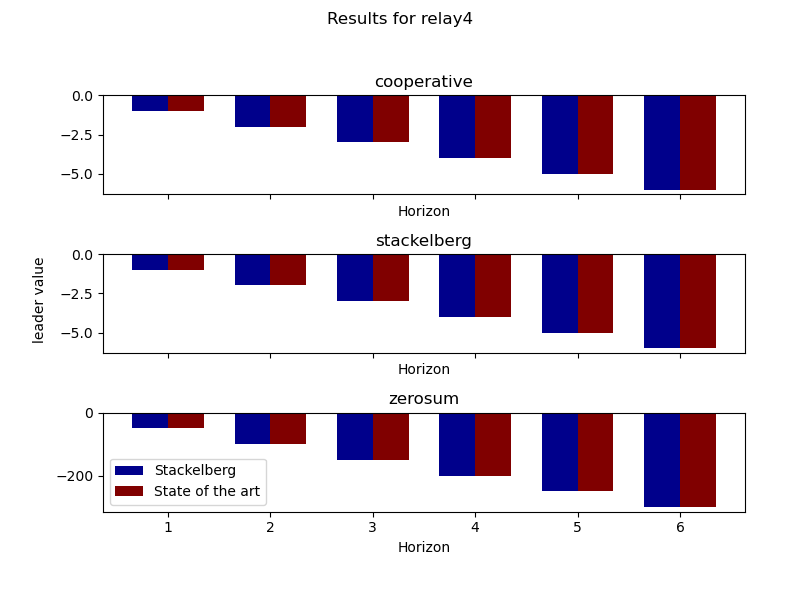 Results for relay4
cooperative
0.0
−2.5
−5.0
Horizon
stackelberg
leader value
0.0
−2.5
−5.0
Horizon
zerosum
0
−200
Stackelberg
State of the art
1 2 3 4 5 6
Horizon